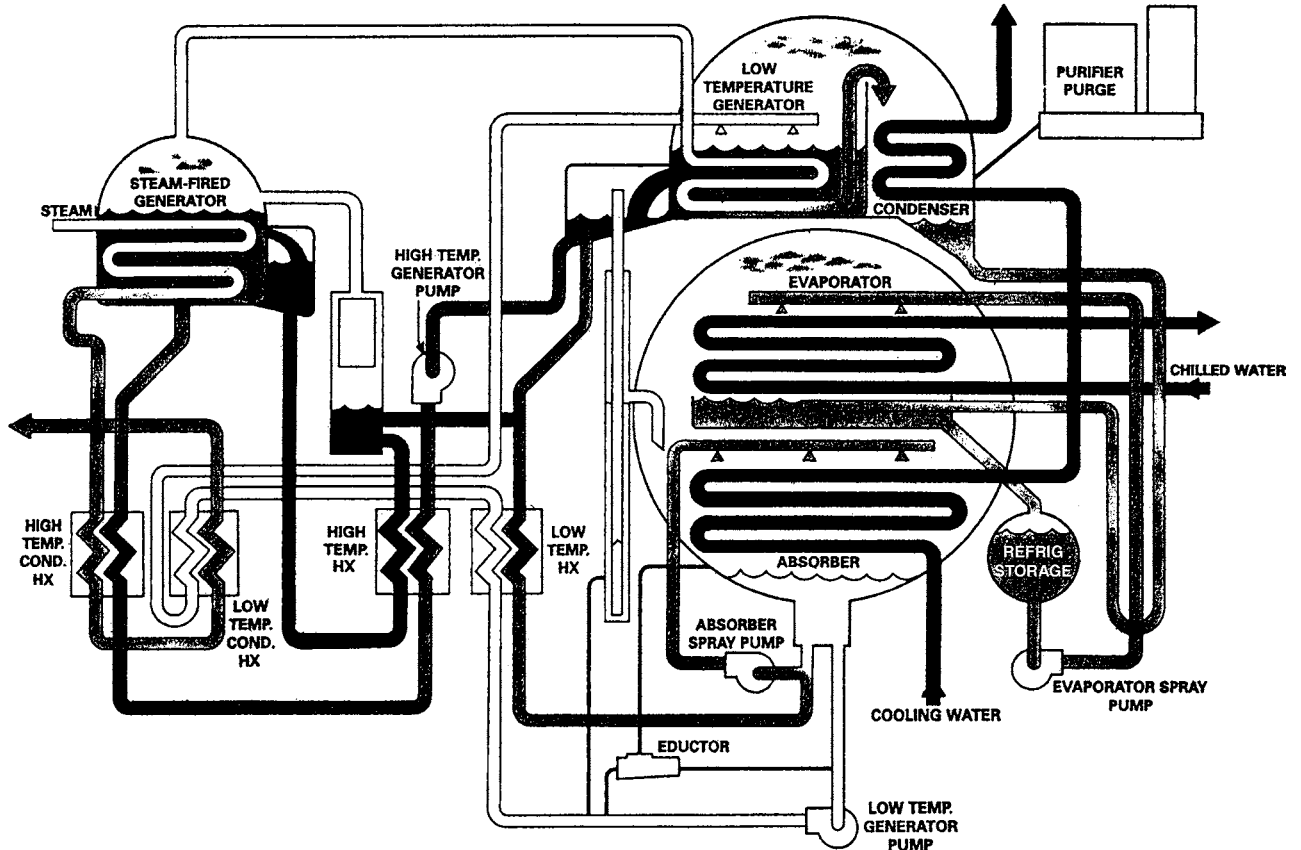 LOW
TEMPERATURE
GENERATOR
PURIFIER
PURGE
STEAM-FIRED
GENERATOR
STEAM
CONDENSER
HIGH TEMP.
GENERATOR
PUMP
EVAPORATOR
CHILLED WATER
HIGH
TEMP.
COND.
HX
LOW
TEMP.
COND.
HX
HIGH
TEMP.
HX
LOW
TEMP.
HX
ABSORBER
REFRIG
STORAGE
ABSORBER
SPRAY PUMP
EVAPORATOR SPRAY
PUMP
COOLING WATER
EDUCTOR
LOW TEMP.
GENERATOR
PUMP